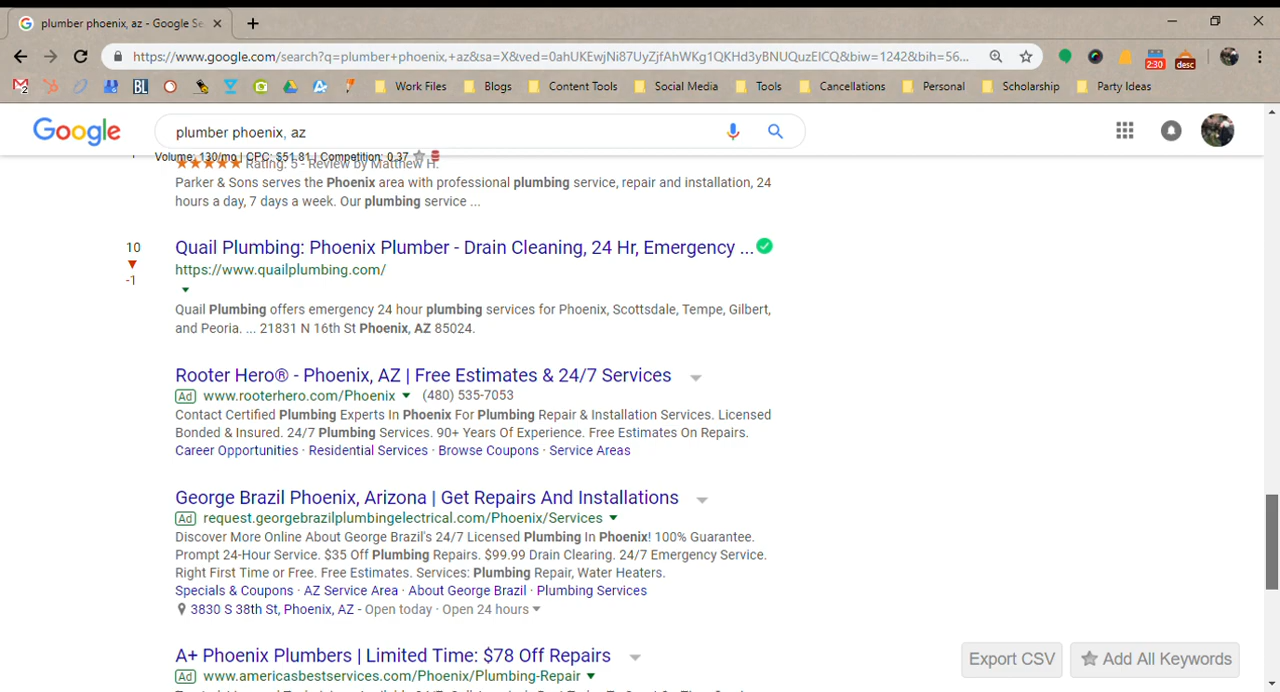 plumber phoenix, az - Google Se
https://www.google.com/search?q=plumber+phoenix,+az&sa=X&ved=0ahUKEwjNi87UyZjfAhWKg1QKHd3yBNUQuzEICQ&biw=1242&bih=56...
2:30
desc
2
BL
Work Files
Blogs
Content Tools
Social Media
Tools
Cancellations
Personal
Scholarship
Party Ideas
Google
plumber phoenix, az
Volume: 130/mo | CPC: $51.81 | Competition: 0.37
Rating: 5 - Review by Matthew H.
Parker & Sons serves the Phoenix area with professional plumbing service, repair and installation, 24
hours a day, 7 days a week. Our plumbing service ...
10
-1
Quail Plumbing: Phoenix Plumber - Drain Cleaning, 24 Hr, Emergency ...
https://www.quailplumbing.com/
Quail Plumbing offers emergency 24 hour plumbing services for Phoenix, Scottsdale, Tempe, Gilbert,
and Peoria. ... 21831 N 16th St Phoenix, AZ 85024.
Rooter Hero® - Phoenix, AZ | Free Estimates & 24/7 Services
Ad www.rooterhero.com/Phoenix (480) 535-7053
Contact Certified Plumbing Experts In Phoenix For Plumbing Repair & Installation Services. Licensed
Bonded & Insured. 24/7 Plumbing Services. 90+ Years Of Experience. Free Estimates On Repairs.
Career Opportunities · Residential Services · Browse Coupons · Service Areas
George Brazil Phoenix, Arizona | Get Repairs And Installations
Ad request.georgebrazilplumbingelectrical.com/Phoenix/Services
Discover More Online About George Brazil's 24/7 Licensed Plumbing In Phoenix! 100% Guarantee.
Prompt 24-Hour Service. $35 Off Plumbing Repairs. $99.99 Drain Clearing. 24/7 Emergency Service.
Right First Time or Free. Free Estimates. Services: Plumbing Repair, Water Heaters.
Specials & Coupons · AZ Service Area · About George Brazil · Plumbing Services
3830 S 38th St, Phoenix, AZ - Open today · Open 24 hours
A+ Phoenix Plumbers | Limited Time: $78 Off Repairs
Ad www.americasbestservices.com/Phoenix/Plumbing-Repair
Export CSV
Add All Keywords